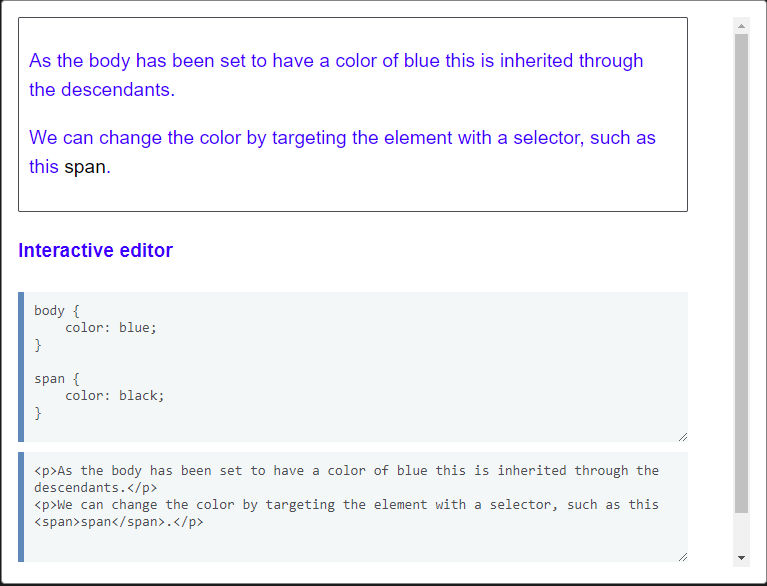 As the body has been set to have a color of blue this is inherited through
the descendants.
We can change the color by targeting the element with a selector, such as
this span.
Interactive editor
body {
    color: blue;
}
span {
    color: black;
}
<p>As the body has been set to have a color of blue this is inherited through the
descendants.</p>
<p>We can change the color by targeting the element with a selector, such as this
<span>span</span>.</p>